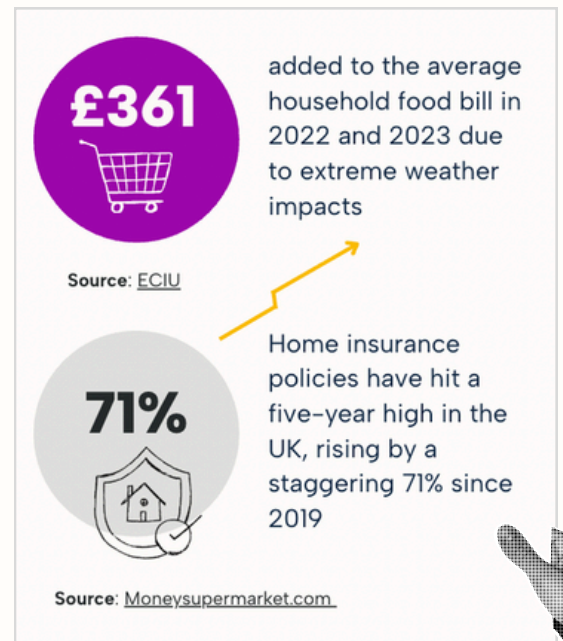 £361
added to the average
household food bill in
2022 and 2023 due
to extreme weather
impacts
Source: ECIU
71%
Home insurance
policies have hit a
five-year high in the
UK, rising by a
staggering 71% since
2019
Source: Moneysupermarket.com